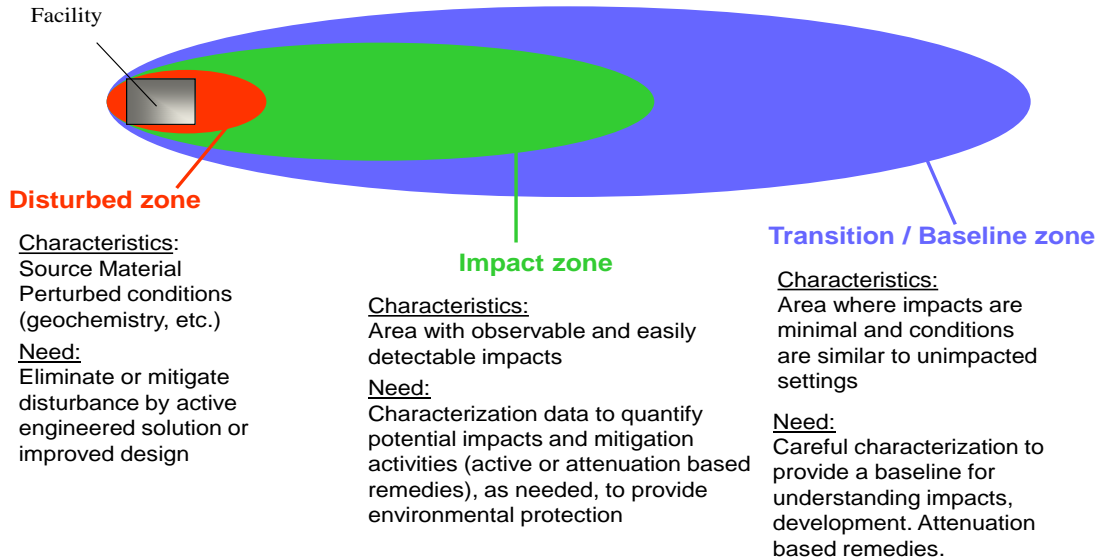 Facility
Disturbed zone
Characteristics:
Source Material
Perturbed conditions
(geochemistry, etc.)
Need:
Eliminate or mitigate
disturbance by active
engineered solution or
improved design
Impact zone
Characteristics:
Area with observable and easily
detectable impacts
Need:
Characterization data to quantify
potential impacts and mitigation
activities (active or attenuation based
remedies), as needed, to provide
environmental protection
Transition / Baseline zone
Characteristics:
Area where impacts are
minimal and conditions
are similar to unimpacted
settings
Need:
Careful characterization to
provide a baseline for
understanding impacts,
development. Attenuation
based remedies.